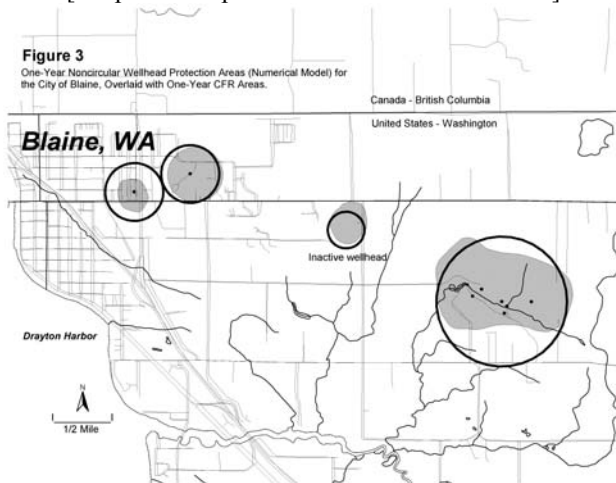 Figure 3
One-Year Noncircular Wellhead Protection Areas (Numerical Model) for
the City of Blaine, Overlaid with One-Year CFR Areas.
Canada - British Columbia
United States - Washington
Blaine, WA
Inactive wellhead
Drayton Harbor
N
1/2 Mile